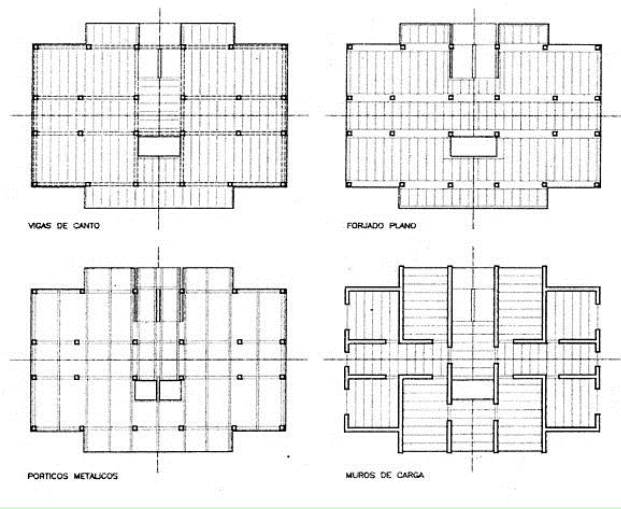 VIGAS DE CANTO
FORJADO PLANO
PORTICOS METALICOS
MUROS DE CARGA